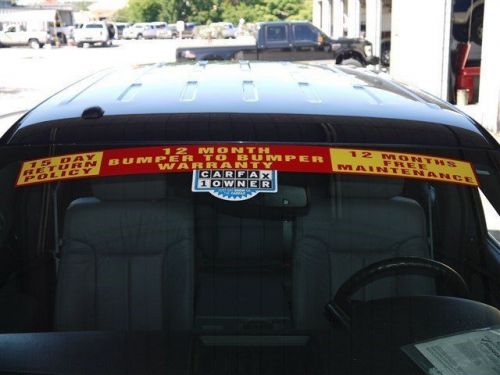 15 DAY
RETURN
POLICY
12 MONTH
BUMPER TO BUMPER
WARRANTY
12 MONTHS
FREE
MAINTENANCE
CARFAX
1 OWNER